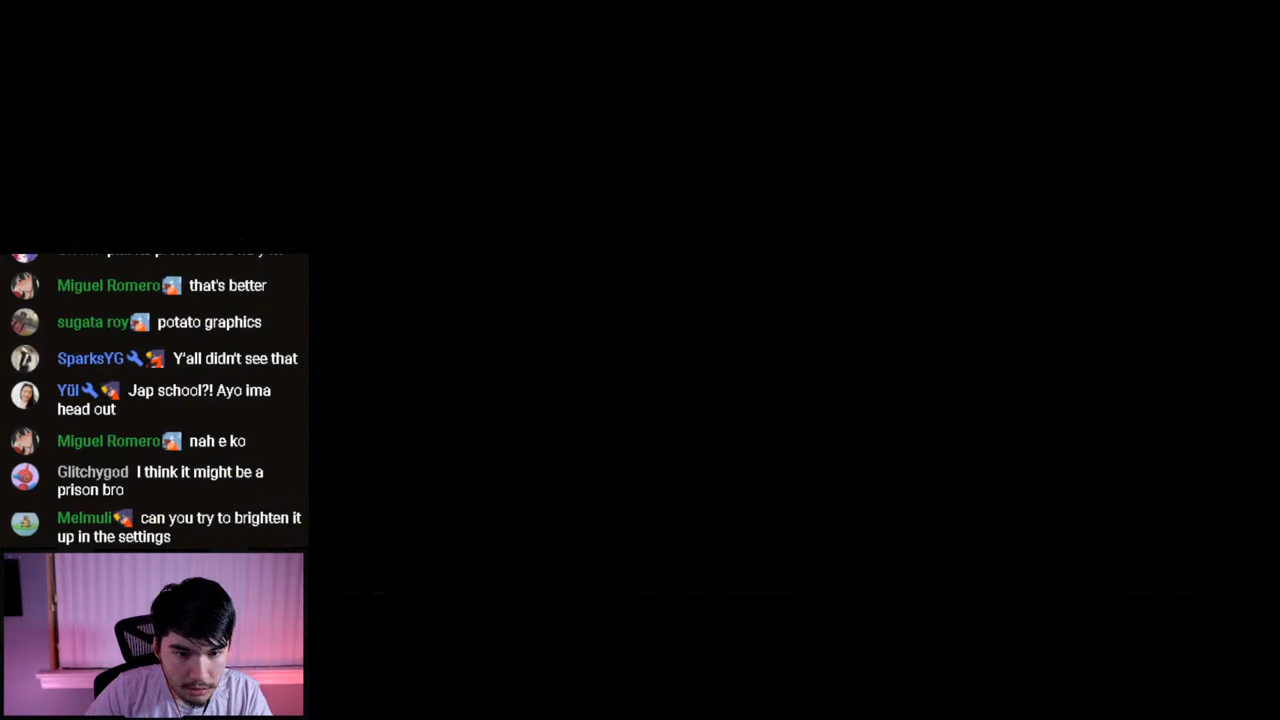 Miguel Romero that's better
sugata roy potato graphics
SparksYG Y'all didn't see that
Yül Jap school?! Ayo ima
head out
Miguel Romero nah e ko
Glitchygod I think it might be a
prison bro
Melmuli can you try to brighten it
up in the settings